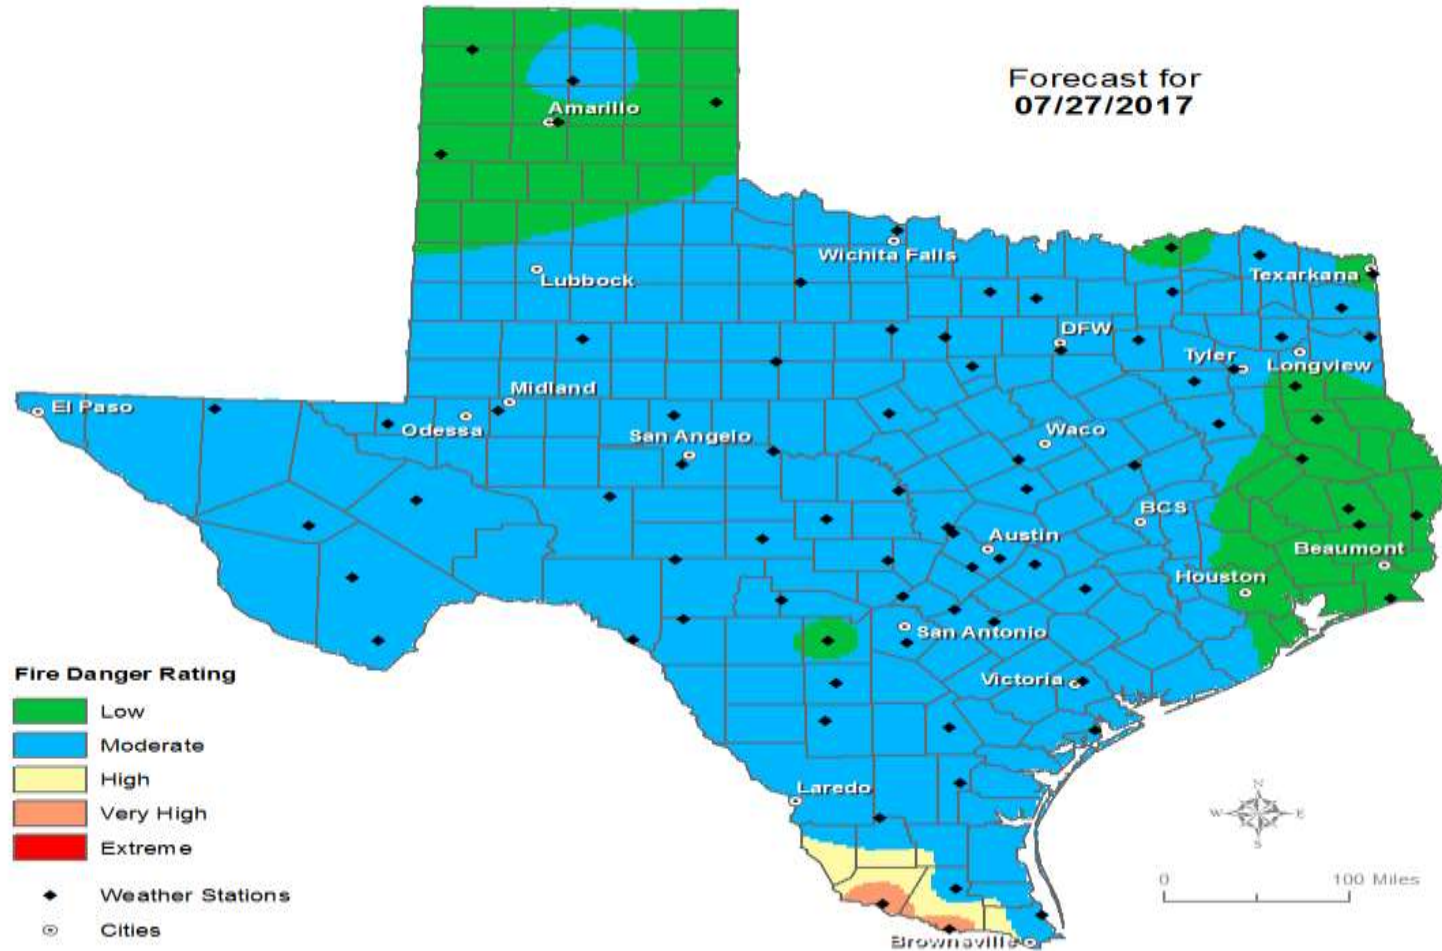 Forecast for
07/27/2017
Amarillo
Wichita Falls
Texarkana
Lubbock
DFW
Tyler
Longview
Midland
El Paso
Odessa
San Angelo
Waco
BCS
Austin
Beaumont
Houston
San Antonio
Victoria
Laredo
Brownsville
Fire Danger Rating
Low
Moderate
High
Very High
Extreme
Weather Stations
Cities
N
W E
S
0 100 Miles